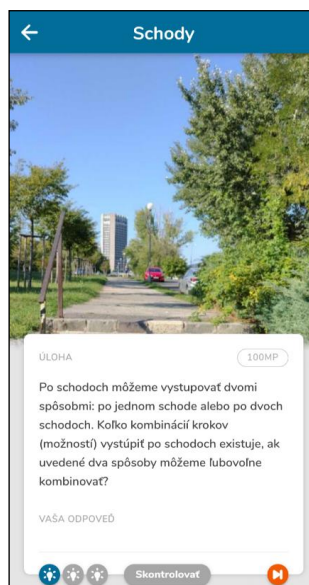 Schody
ÚLOHA
100MP
Po schodoch môžeme vystupovať dvomi
spôsobmi: po jednom schode alebo po dvoch
schodoch. Koľko kombinácií krokov
(možností) vystúpiť po schodoch existuje, ak
uvedené dva spôsoby môžeme ľubovoľne
kombinovať?
VAŠA ODPOVEĎ
Skontrolovať